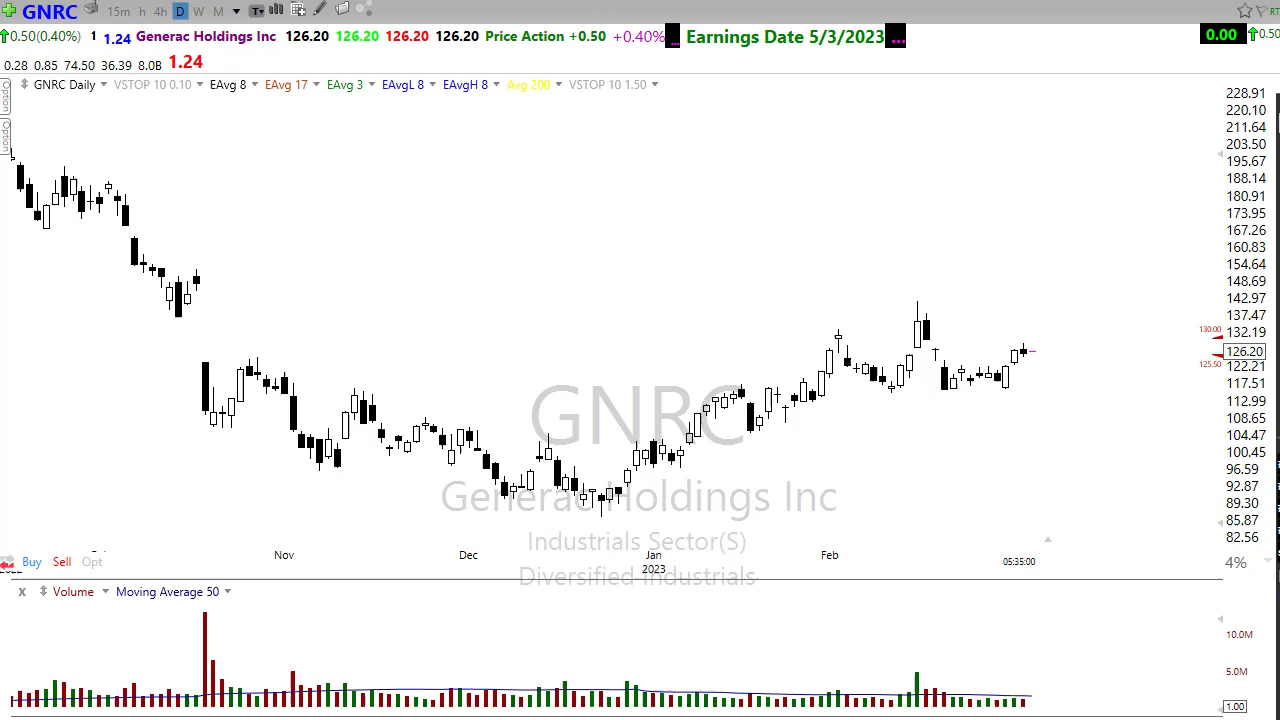 GNRC 15m h 4h D W M T
0.50(0.40%) 1 1.24 Generac Holdings Inc 126.20 126.20 126.20 126.20 Price Action +0.50 +0.40% ... Earnings Date 5/3/2023 ... 0.00 0.50
0.28 0.85 74.50 36.39 8.0B 1.24
GNRC Daily VSTOP 10 0.10 EAvg 8 EAvg 17 EAvg 3 EAvgL 8 EAvgH 8 Avg 200 VSTOP 10 1.50
Option
Option
228.91
220.10
211.64
203.50
195.67
188.14
180.91
173.95
167.26
160.83
154.64
148.69
142.97
137.47
130.00 132.19
126.20
125.50 122.21
117.51
112.99
108.65
104.47
100.45
96.59
92.87
89.30
85.87
82.56
GNRC
Generac Holdings Inc
Industrials Sector(S)
Diversified Industrials
Nov Dec Jan Feb
2023
Buy Sell Opt 05:35:00 4%
X Volume Moving Average 50
10.0M
5.0M
1.00